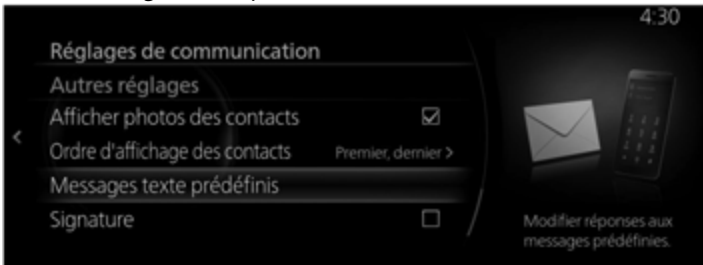 4:30
Réglages de communication
Autres réglages
Afficher photos des contacts
Ordre d'affichage des contacts Premier, dernier >
Messages texte prédéfinis
Signature
Modifier réponses aux
messages prédéfinies.